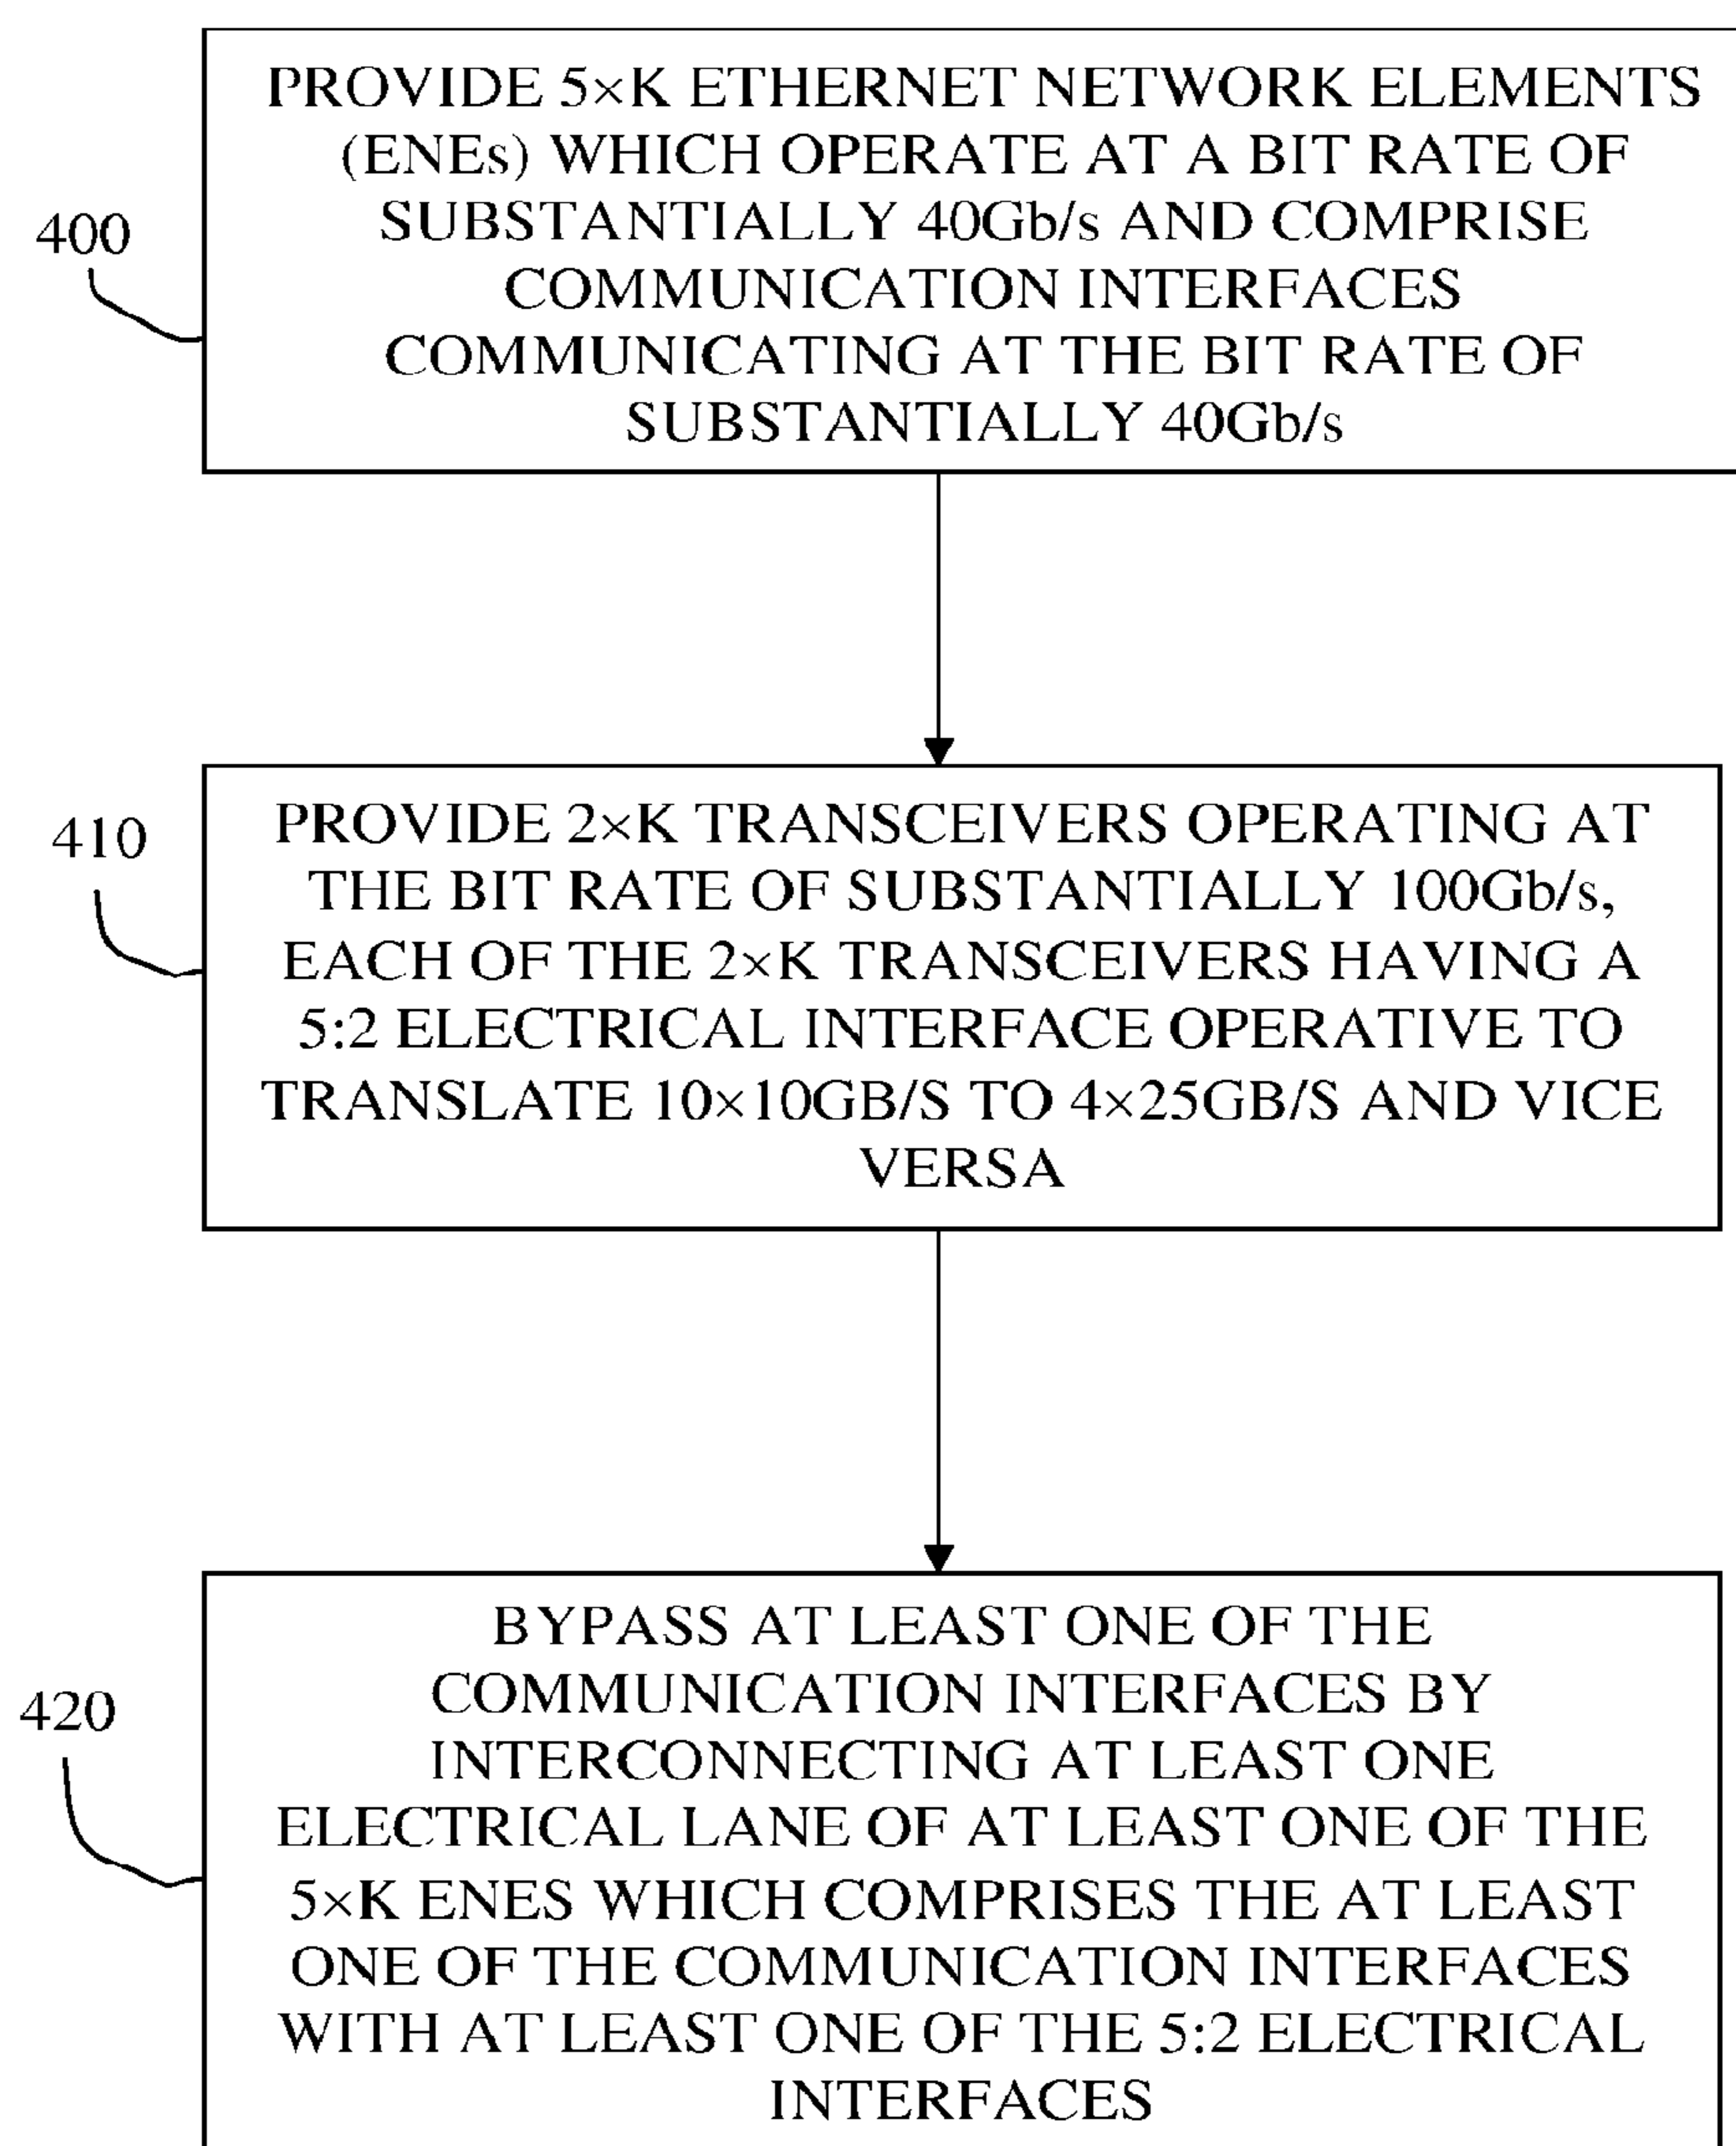 PROVIDE 5×K ETHERNET NETWORK ELEMENTS
(ENEs) WHICH OPERATE AT A BIT RATE OF
SUBSTANTIALLY 40Gb/s AND COMPRISE
COMMUNICATION INTERFACES
COMMUNICATING AT THE BIT RATE OF
SUBSTANTIALLY 40Gb/s
400
PROVIDE 2×K TRANSCEIVERS OPERATING AT
THE BIT RATE OF SUBSTANTIALLY 100Gb/s,
EACH OF THE 2×K TRANSCEIVERS HAVING A
5:2 ELECTRICAL INTERFACE OPERATIVE TO
TRANSLATE 10×10GB/S TO 4×25GB/S AND VICE
VERSA
410
BYPASS AT LEAST ONE OF THE
COMMUNICATION INTERFACES BY
INTERCONNECTING AT LEAST ONE
ELECTRICAL LANE OF AT LEAST ONE OF THE
5×K ENES WHICH COMPRISES THE AT LEAST
ONE OF THE COMMUNICATION INTERFACES
WITH AT LEAST ONE OF THE 5:2 ELECTRICAL
INTERFACES
420